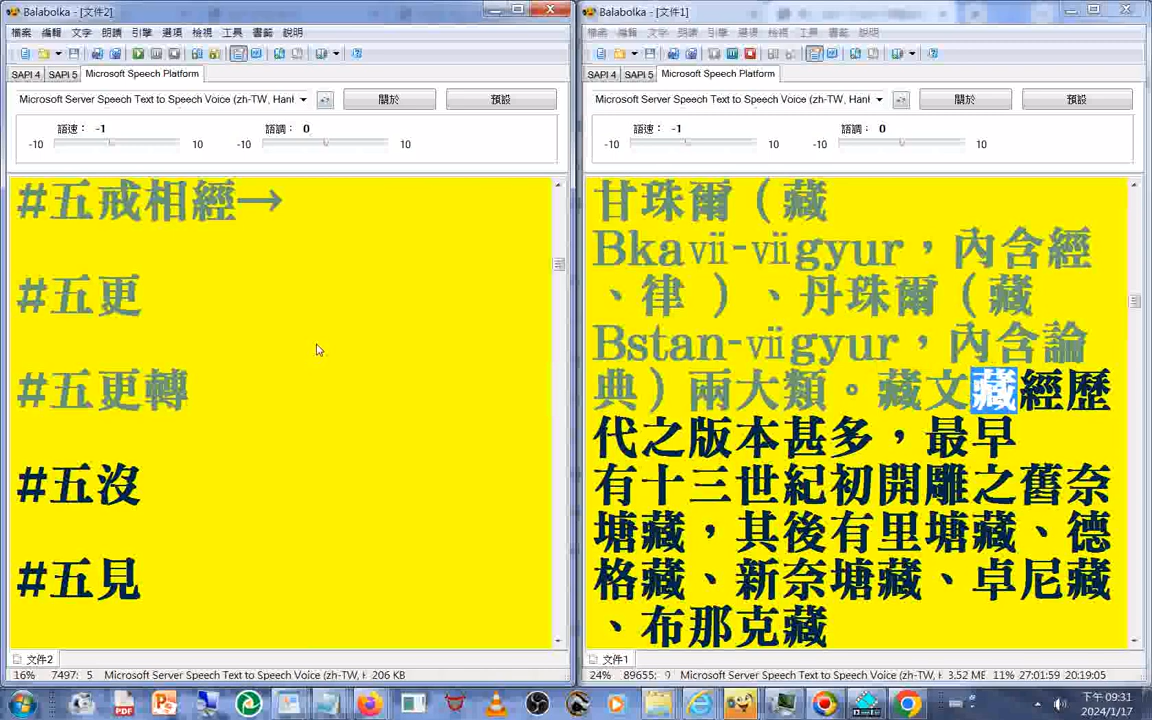 Balabolka - [文件2]
檔案 編輯 文字 朗讀 引擎 選項 檢視 工具 書籤 說明
SAPI 4 SAPI 5 Microsoft Speech Platform
Microsoft Server Speech Text to Speech Voice (zh-TW, Hanl
關於
預設
語速： -1
語調： 0
-10 10 -10 10
#五戒相經→
#五更
#五更轉
#五沒
#五見
文件2
16% 7497: 5 Microsoft Server Speech Text to Speech Voice (zh-TW, H 206 KB
Balabolka - [文件1]
檔案 編輯 文字 朗讀 引擎 選項 檢視 工具 書籤 說明
SAPI 4 SAPI 5 Microsoft Speech Platform
Microsoft Server Speech Text to Speech Voice (zh-TW, Hanl
關於
預設
語速： -1
語調： 0
-10 10 -10 10
甘珠爾（藏
Bkaⅶ-ⅶgyur，內含經
、律 ）、丹珠爾（藏
Bstan-ⅶgyur，內含論
典）兩大類。藏文藏經歷
代之版本甚多，最早
有十三世紀初開雕之舊奈
塘藏，其後有里塘藏、德
格藏、新奈塘藏、卓尼藏
、布那克藏
文件1
24% 89655: 9 Microsoft Server Speech Text to Speech Voice (zh-TW, H 3.52 MB 11% 27:01:59 20:19:05
下午 09:31
2024/1/17